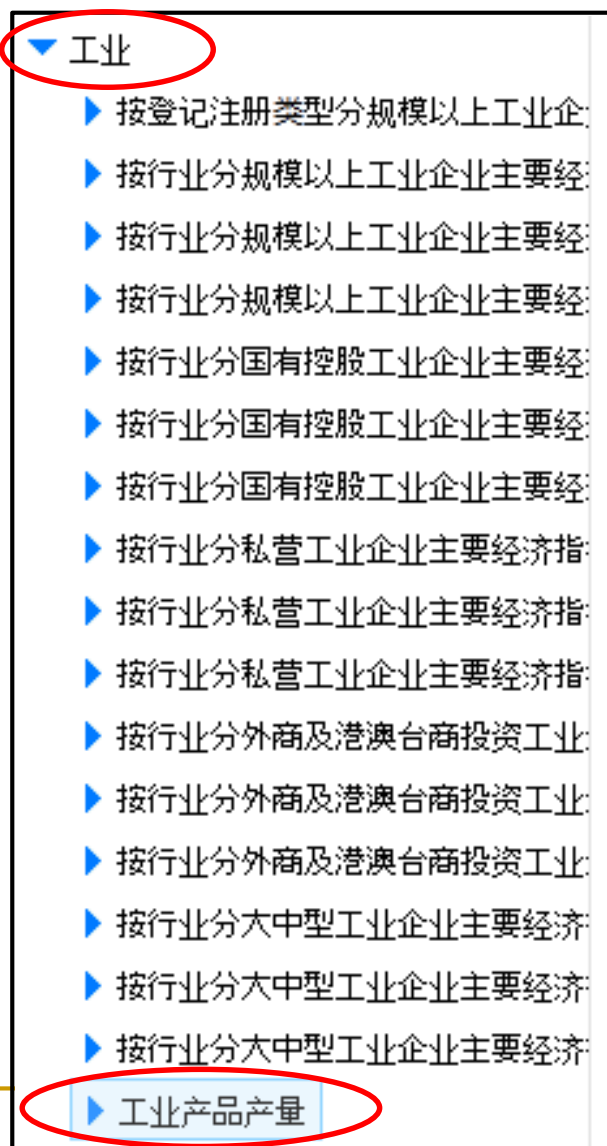 工业
按登记注册类型分规模以上工业企
按行业分规模以上工业企业主要经
按行业分规模以上工业企业主要经
按行业分规模以上工业企业主要经
按行业分国有控股工业企业主要经
按行业分国有控股工业企业主要经
按行业分国有控股工业企业主要经
按行业分私营工业企业主要经济指
按行业分私营工业企业主要经济指
按行业分私营工业企业主要经济指
按行业分外商及港澳台商投资工业
按行业分外商及港澳台商投资工业
按行业分外商及港澳台商投资工业
按行业分大中型工业企业主要经济
按行业分大中型工业企业主要经济
按行业分大中型工业企业主要经济
工业产品产量